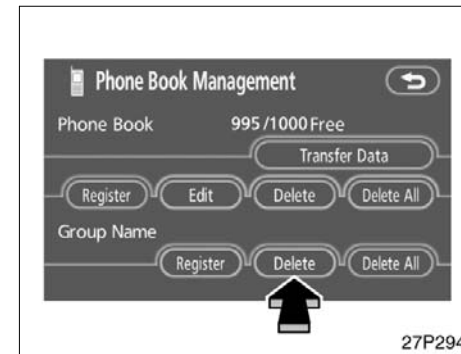 Phone Book Management
Phone Book 995/1000 Free
Transfer Data
Register Edit Delete Delete All
Group Name
Register Delete Delete All
27P294